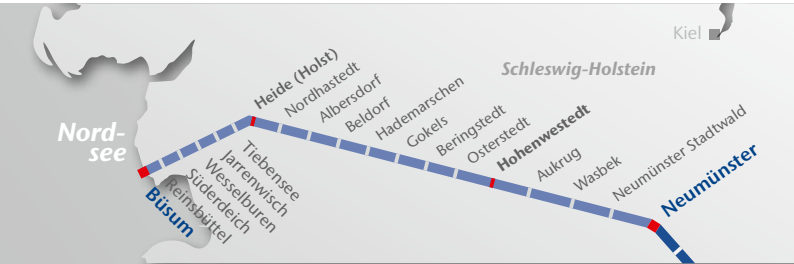 Kiel
Schleswig-Holstein
Nord-
see
Büsum
Reinsbüttel
Süderdeich
Wesselburen
Jarrenwisch
Tiebensee
Heide (Holst)
Nordhastedt
Albersdorf
Beldorf
Hademarschen
Gokels
Beringstedt
Osterstedt
Hohenwestedt
Aukrug
Wasbek
Neumünster Stadtwald
Neumünster